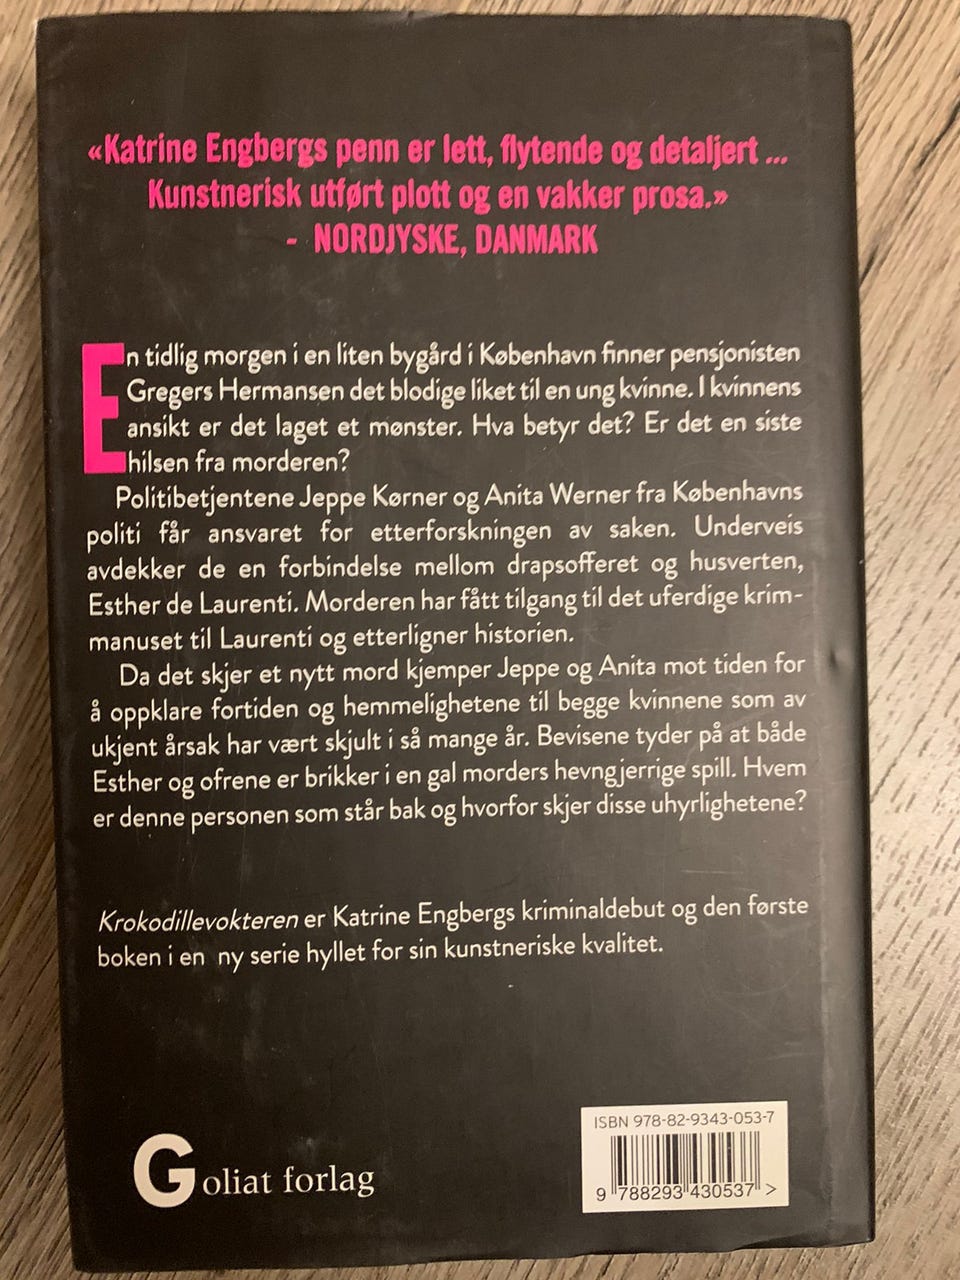 «Katrine Engbergs penn er lett, flytende og detaljert ...
Kunstnerisk utført plott og en vakker prosa.»
- NORDJYSKE, DANMARK
En tidlig morgen i en liten bygård i København finner pensjonisten
Gregers Hermansen det blodige liket til en ung kvinne. I kvinnens
ansikt er det laget et mønster. Hva betyr det? Er det en siste
hilsen fra morderen?
Politibetjentene Jeppe Kørner og Anita Werner fra Københavns
politi får ansvaret for etterforskningen av saken. Underveis
avdekker de en forbindelse mellom drapsofferet og husverten,
Esther de Laurenti. Morderen har fått tilgang til det uferdige krim-
manuset til Laurenti og etterligner historien.
Da det skjer et nytt mord kjemper Jeppe og Anita mot tiden for
å oppklare fortiden og hemmelighetene til begge kvinnene som av
ukjent årsak har vært skjult i så mange år. Bevisene tyder på at både
Esther og ofrene er brikker i en gal morders hevngjerrige spill. Hvem
er denne personen som står bak og hvorfor skjer disse uhyrlighetene?
Krokodillevokteren er Katrine Engbergs kriminaldebut og den første
boken i en ny serie hyllet for sin kunstneriske kvalitet.
ISBN 978-82-9343-053-7
9 788293 430537 >
Goliat forlag